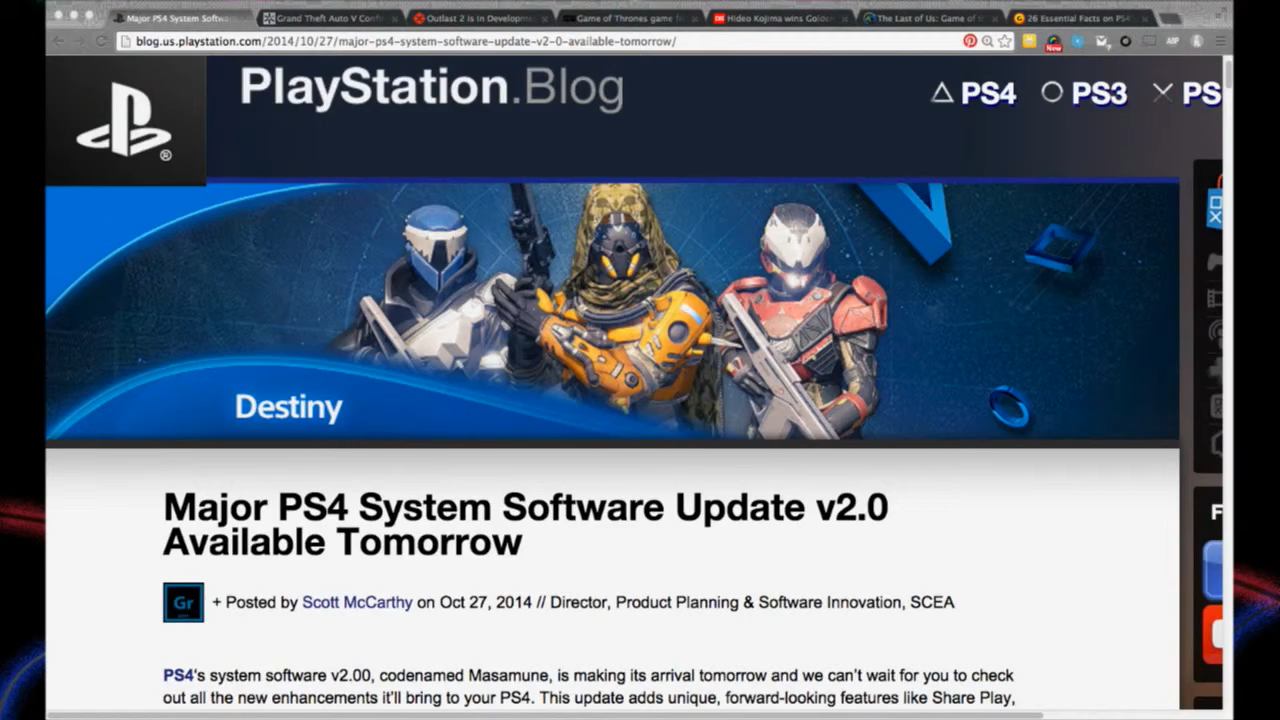 Major PS4 System Softwa
Grand Theft Auto V Conf
Outlast 2 is in Developm
Game of Thrones game f
Hideo Kojima wins Golden
The Last of Us: Game of t
26 Essential Facts on PS4
blog.us.playstation.com/2014/10/27/major-ps4-system-software-update-v2-0-available-tomorrow/
New
ABP
PlayStation.Blog
PS4
PS3
PS
Destiny
Major PS4 System Software Update v2.0
Available Tomorrow
Gr
+ Posted by Scott McCarthy on Oct 27, 2014 // Director, Product Planning & Software Innovation, SCEA
PS4's system software v2.00, codenamed Masamune, is making its arrival tomorrow and we can't wait for you to check
out all the new enhancements it'll bring to your PS4. This update adds unique, forward-looking features like Share Play,
F